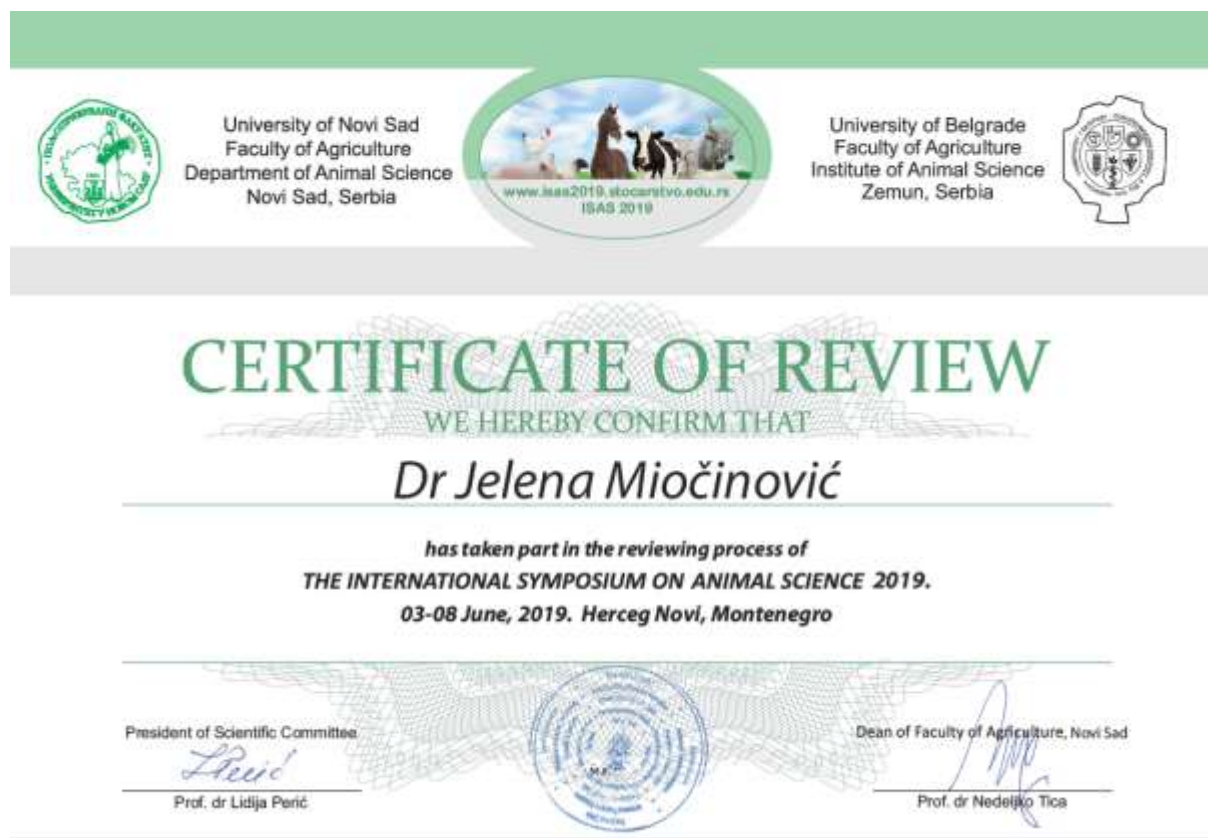 University of Novi Sad
Faculty of Agriculture
Department of Animal Science
Novi Sad, Serbia
www.isas2019.stocarstvo.edu.rs
ISAS 2019
University of Belgrade
Faculty of Agriculture
Institute of Animal Science
Zemun, Serbia
CERTIFICATE OF REVIEW
WE HEREBY CONFIRM THAT
Dr Jelena Miočinović
has taken part in the reviewing process of
THE INTERNATIONAL SYMPOSIUM ON ANIMAL SCIENCE 2019.
03-08 June, 2019. Herceg Novi, Montenegro
President of Scientific Committee
Prof. dr Lidija Perić
Dean of Faculty of Agriculture, Novi Sad
Prof. dr Nedeljko Tica